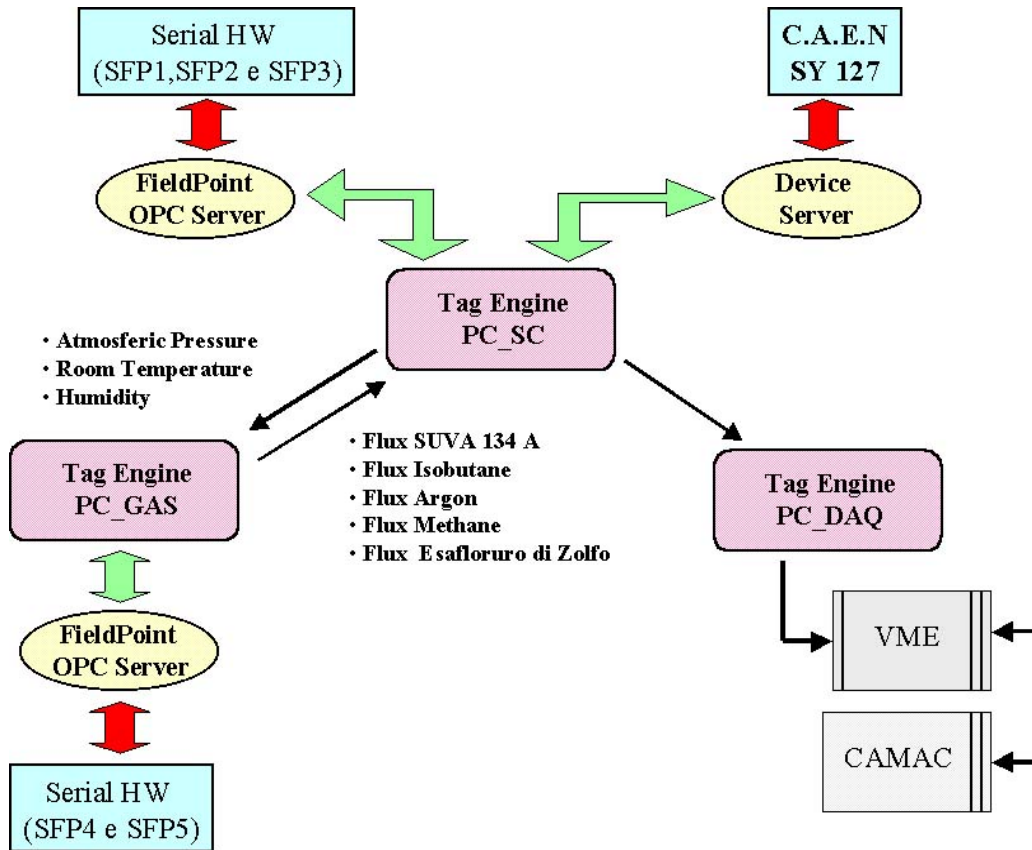 Serial HW
(SFP1,SFP2 e SFP3)
C.A.E.N
SY 127
FieldPoint
OPC Server
Device
Server
Tag Engine
PC_SC
· Atmosferic Pressure
· Room Temperature
· Humidity
· Flux SUVA 134 A
· Flux Isobutane
· Flux Argon
· Flux Methane
· Flux Esafloruro di Zolfo
Tag Engine
PC_GAS
Tag Engine
PC_DAQ
FieldPoint
OPC Server
VME
CAMAC
Serial HW
(SFP4 e SFP5)